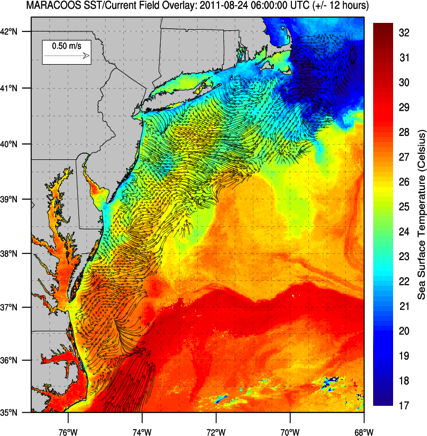 MARACOOS SST/Current Field Overlay: 2011-08-24 06:00:00 UTC (+/- 12 hours)
0.50 m/s
42°N
41°N
40°N
39°N
38°N
37°N
36°N
35°N
76°W
74°W
72°W
70°W
68°W
32
31
30
29
28
27
26
25
24
23
22
21
20
19
18
17
Sea Surface Temperature (Celsius)